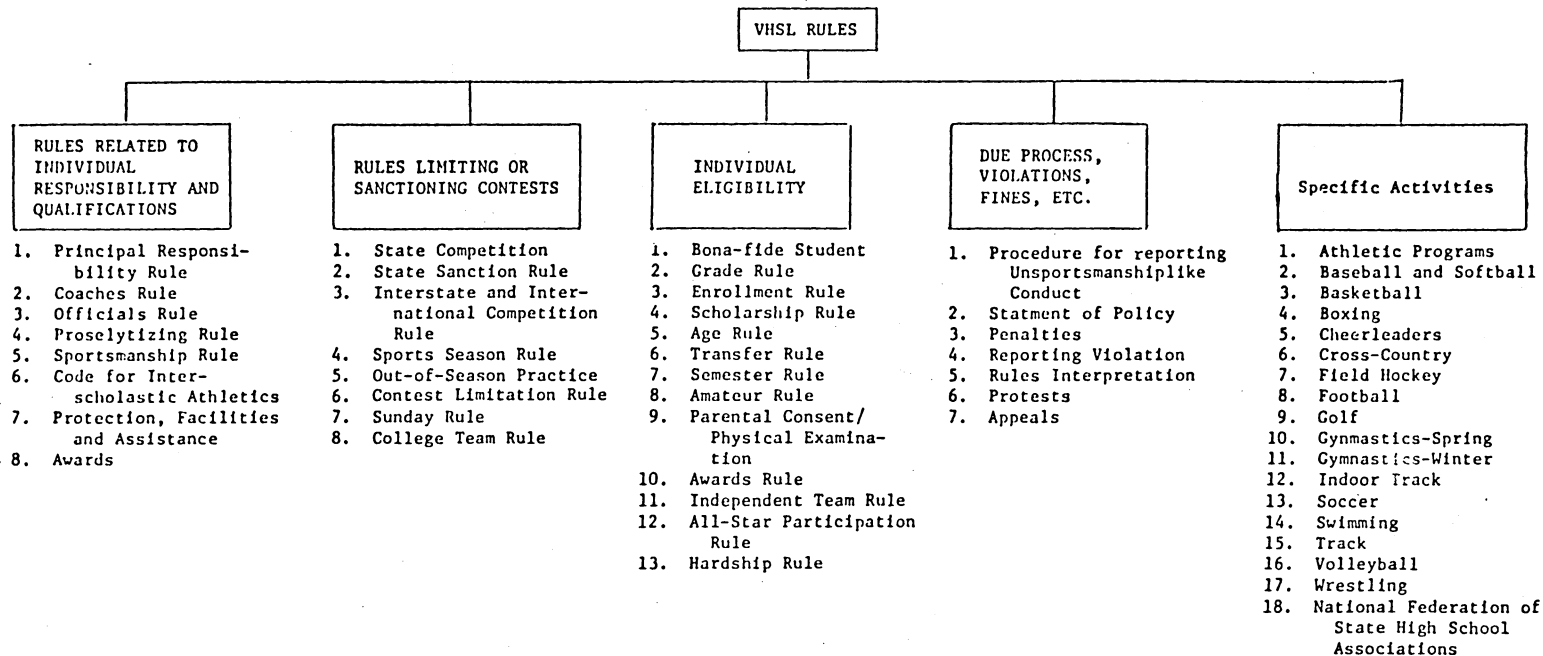 VHSL RULES
RULES RELATED TO
INDIVIDUAL
RESPONSIBILITY AND
QUALIFICATIONS
1. Principal Responsi-
bility Rule
2. Coaches Rule
3. Officials Rule
4. Proselytizing Rule
5. Sportsmanship Rule
6. Code for Inter-
scholastic Athletics
7. Protection, Facilities
and Assistance
8. Awards
RULES LIMITING OR
SANCTIONING CONTESTS
1. State Competition
2. State Sanction Rule
3. Interstate and Inter-
national Competition
Rule
4. Sports Season Rule
5. Out-of-Season Practice
6. Contest Limitation Rule
7. Sunday Rule
8. College Team Rule
INDIVIDUAL
ELIGIBILITY
1. Bona-fide Student
2. Grade Rule
3. Enrollment Rule
4. Scholarship Rule
5. Age Rule
6. Transfer Rule
7. Semester Rule
8. Amateur Rule
9. Parental Consent/
Physical Examina-
tion
10. Awards Rule
11. Independent Team Rule
12. All-Star Participation
Rule
13. Hardship Rule
DUE PROCESS,
VIOLATIONS,
FINES, ETC.
1. Procedure for reporting
Unsportsmanshiplike
Conduct
2. Statment of Policy
3. Penalties
4. Reporting Violation
5. Rules Interpretation
6. Protests
7. Appeals
Specific Activities
1. Athletic Programs
2. Baseball and Softball
3. Basketball
4. Boxing
5. Cheerleaders
6. Cross-Country
7. Field Hockey
8. Football
9. Golf
10. Gynmastics-Spring
11. Gymnastics-Winter
12. Indoor Track
13. Soccer
14. Swimming
15. Track
16. Volleyball
17. Wrestling
18. National Federation of
State High School
Associations